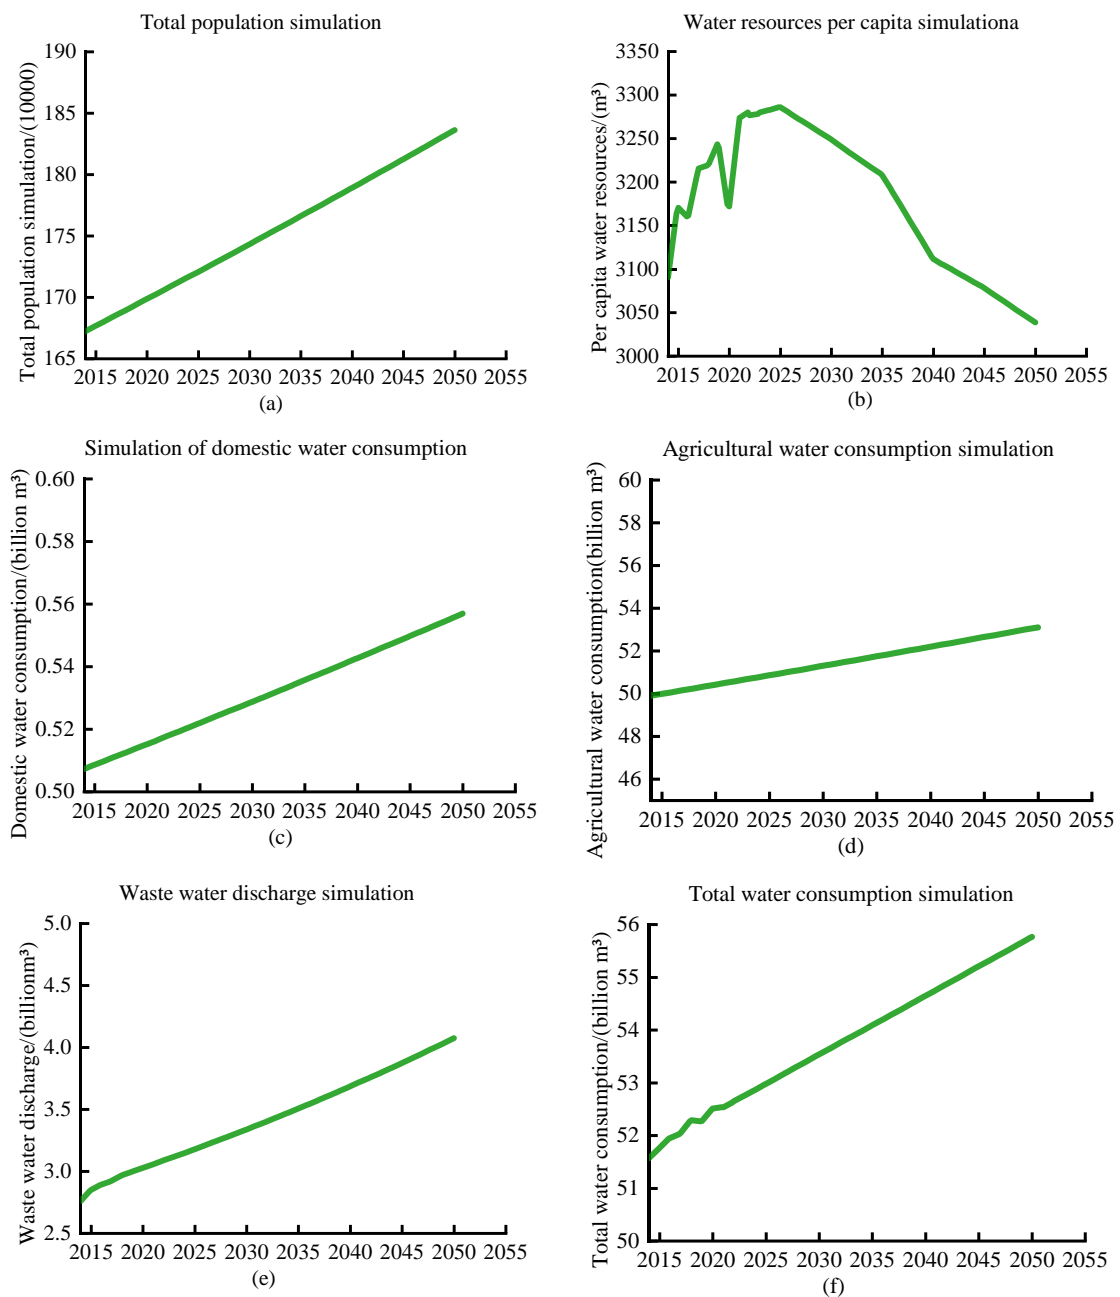 Total population simulation
Total population simulation/(10000)
190
185
180
175
170
165
2015 2020 2025 2030 2035 2040 2045 2050 2055
(a)
Water resources per capita simulationa
Per capita water resources/(m³)
3350
3300
3250
3200
3150
3100
3050
3000
2015 2020 2025 2030 2035 2040 2045 2050 2055
(b)
Simulation of domestic water consumption
Domestic water consumption/(billion m³)
0.60
0.58
0.56
0.54
0.52
0.50
2015 2020 2025 2030 2035 2040 2045 2050 2055
(c)
Agricultural water consumption simulation
Agricultural water consumption(billion m³)
60
58
56
54
52
50
48
46
2015 2020 2025 2030 2035 2040 2045 2050 2055
(d)
Waste water discharge simulation
Waste water discharge/(billionm³)
5.0
4.5
4.0
3.5
3.0
2.5
2015 2020 2025 2030 2035 2040 2045 2050 2055
(e)
Total water consumption simulation
Total water consumption/(billion m³)
56
55
54
53
52
51
50
2015 2020 2025 2030 2035 2040 2045 2050 2055
(f)